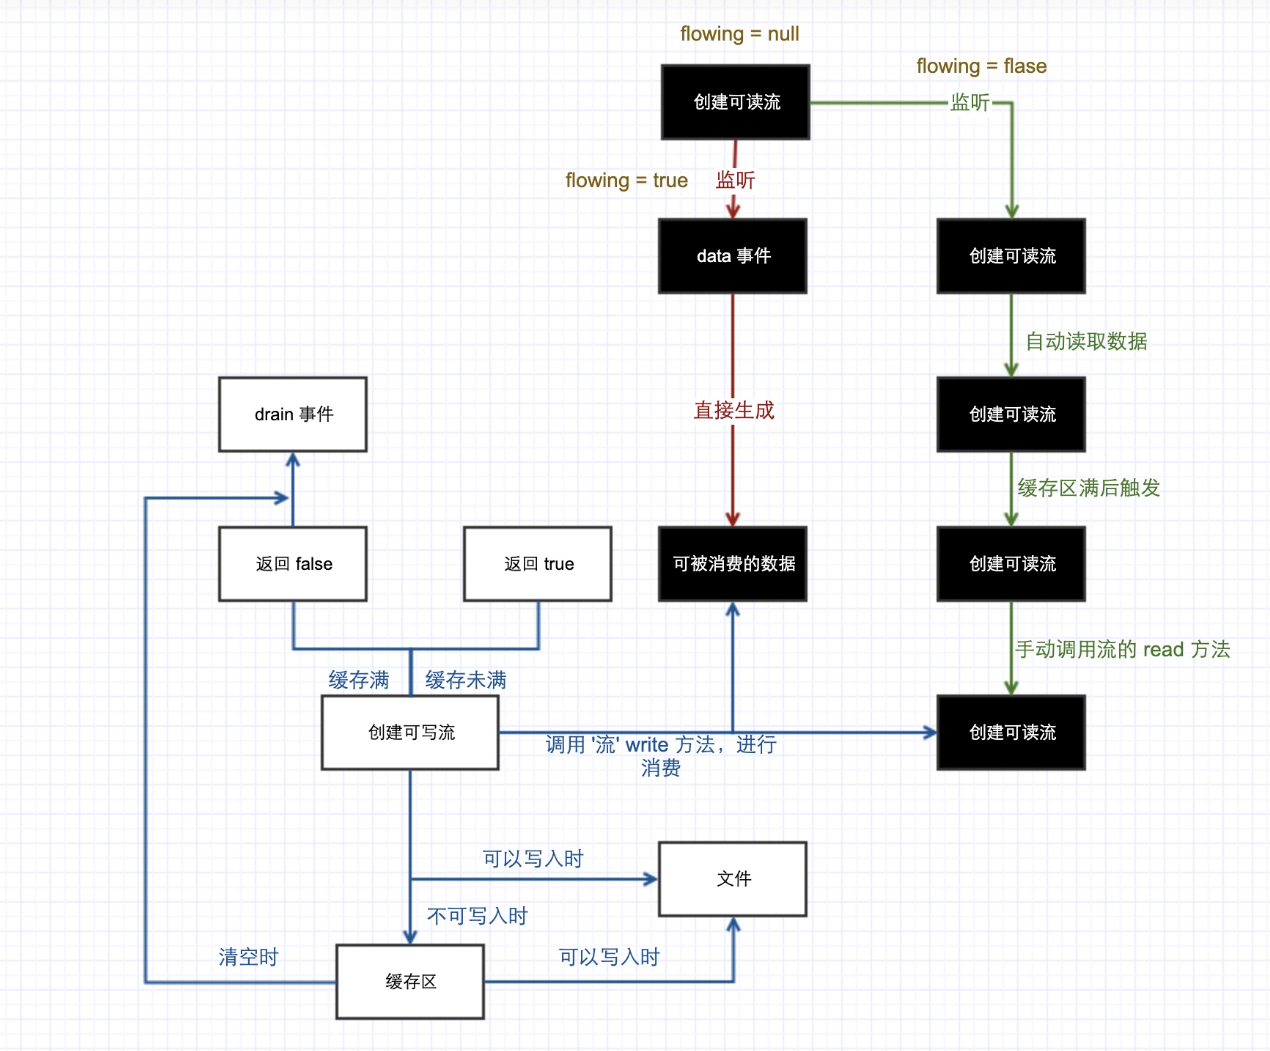 flowing = null
flowing = flase
创建可读流
监听
flowing = true
监听
data 事件
创建可读流
自动读取数据
直接生成
drain 事件
创建可读流
缓存区满后触发
返回 false
返回 true
可被消费的数据
创建可读流
手动调用流的 read 方法
缓存满
缓存未满
创建可写流
调用 '流' write 方法，进行
消费
创建可读流
可以写入时
文件
不可写入时
清空时
可以写入时
缓存区